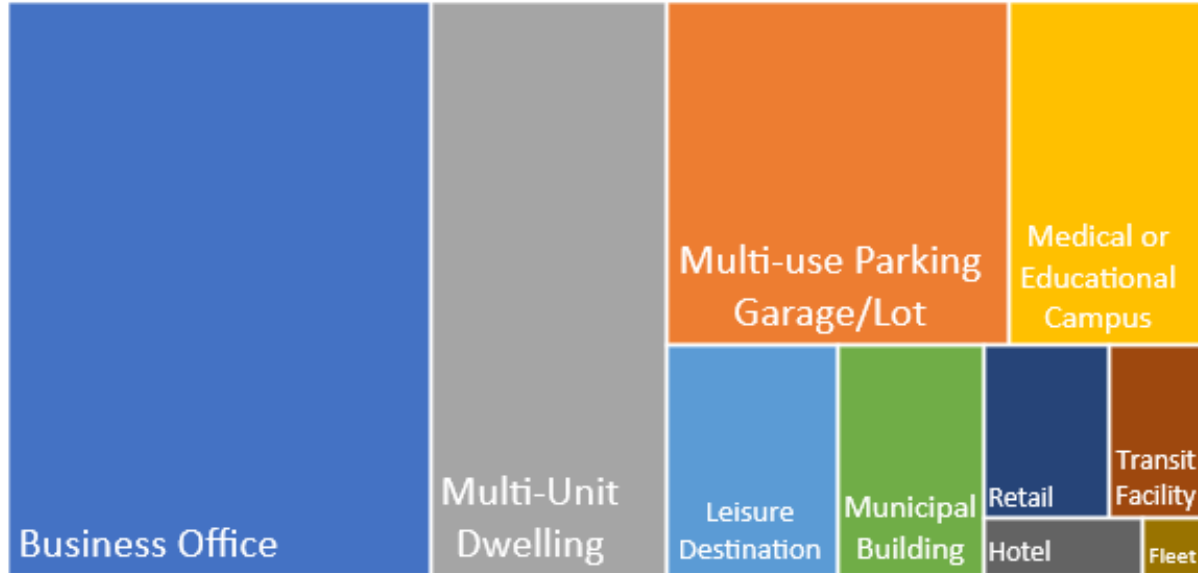 Business Office
Multi-Unit
Dwelling
Multi-use Parking
Garage/Lot
Medical or
Educational
Campus
Leisure
Destination
Municipal
Building
Retail
Transit
Facility
Hotel
Fleet